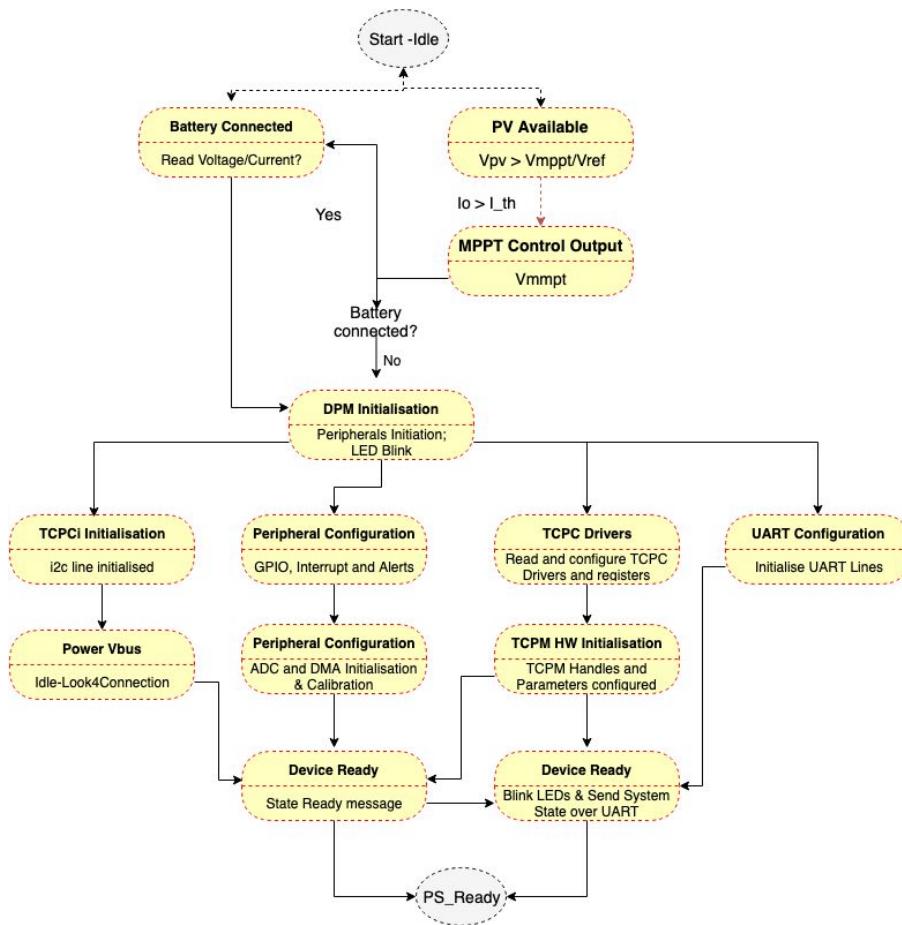 Start -Idle
Battery Connected
Read Voltage/Current?
PV Available
Vpv > Vmppt/Vref
Io > I_th
Yes
MPPT Control Output
Vmmpt
Battery
connected?
No
DPM Initialisation
Peripherals Initiation;
LED Blink
TCPCi Initialisation
i2c line initialised
Peripheral Configuration
GPIO, Interrupt and Alerts
TCPC Drivers
Read and configure TCPC
Drivers and registers
UART Configuration
Initialise UART Lines
Power Vbus
Idle-Look4Connection
Peripheral Configuration
ADC and DMA Initialisation
& Calibration
TCPM HW Initialisation
TCPM Handles and
Parameters configured
Device Ready
State Ready message
Device Ready
Blink LEDs & Send System
State over UART
PS_Ready